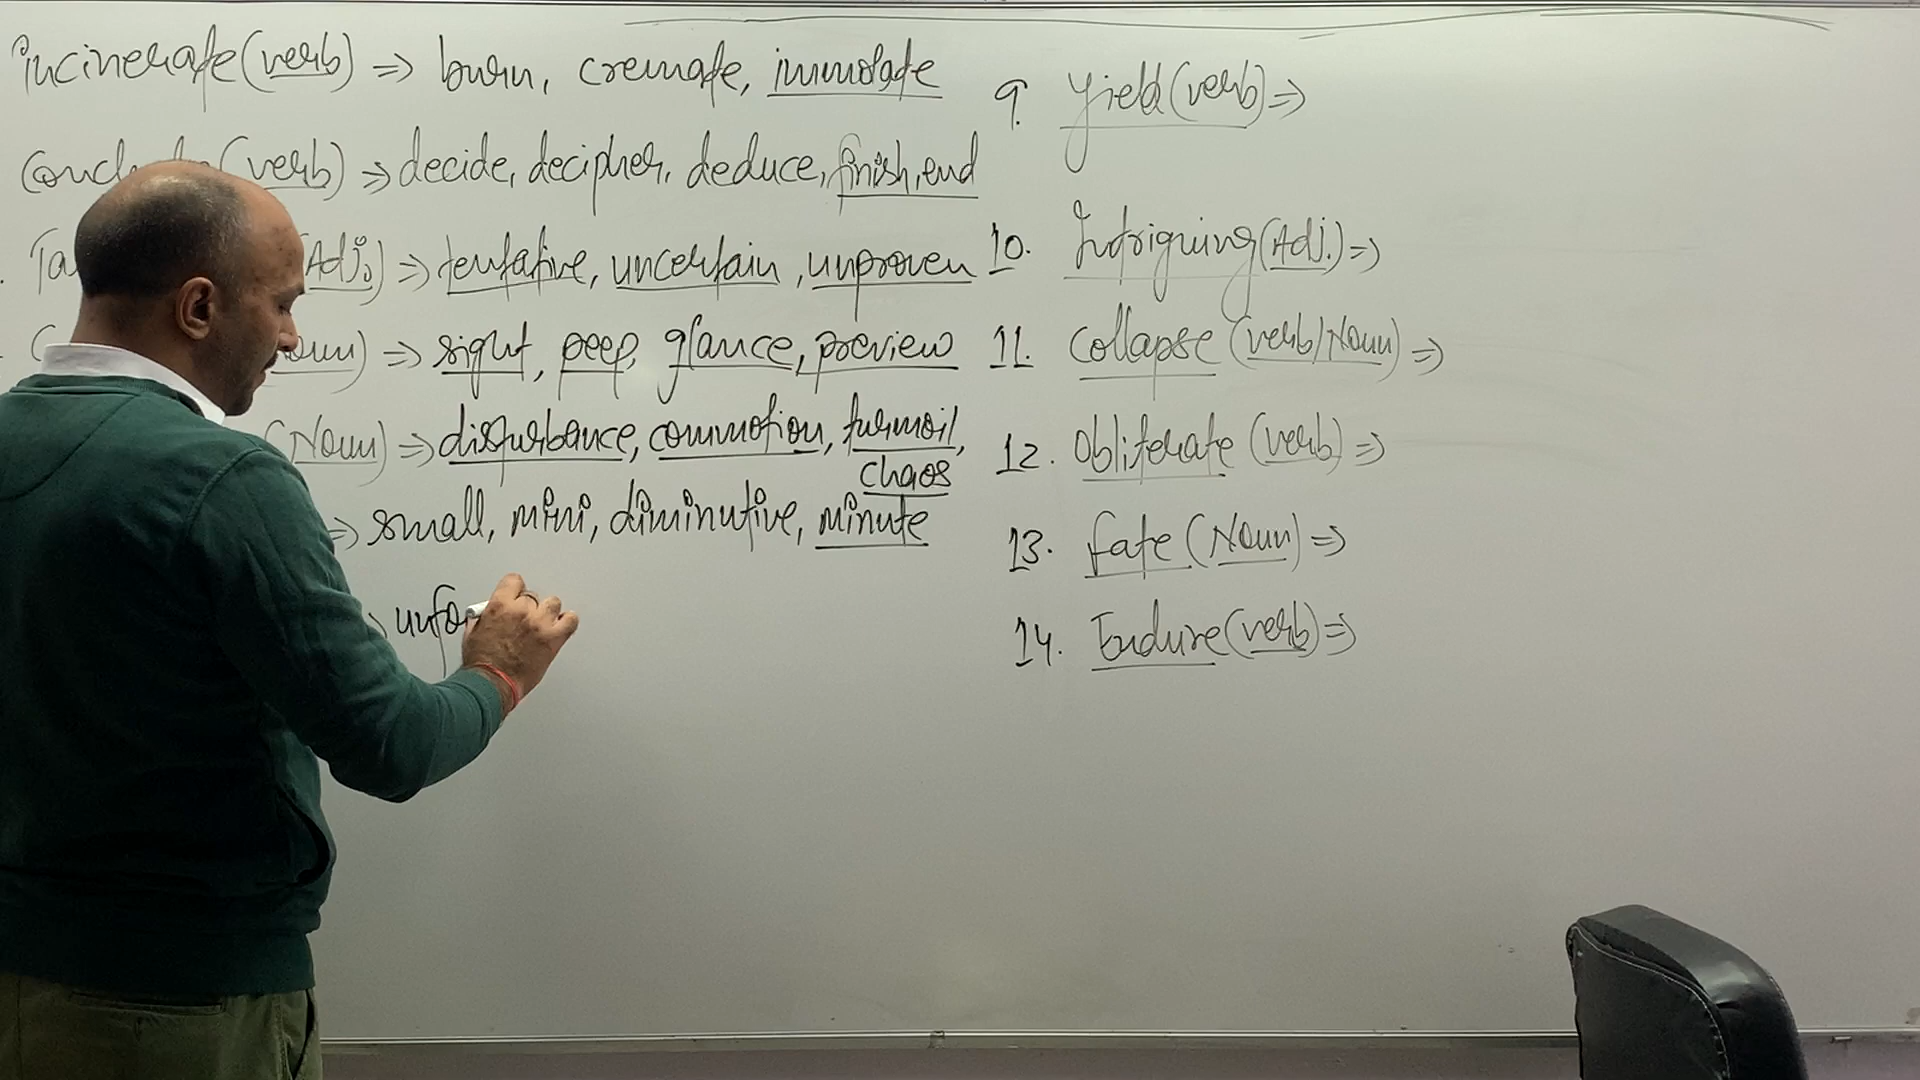 incinerate (verb) => burn, cremate, immolate
(verb) => decide, decipher, deduce, finish, end
Adj.) => tentative, uncertain, unproven
=> sight, peep, glance, preview
(Noun) => disturbance, commotion, turmoil,
chaos
=> small, mini, diminutive, minute
9. Yield (verb) =>
10. Intriguing (Adj.) =>
11. Collapse (verb/Noun) =>
12. Obliterate (verb) =>
13. Fate (Noun) =>
14. Endure (verb) =>